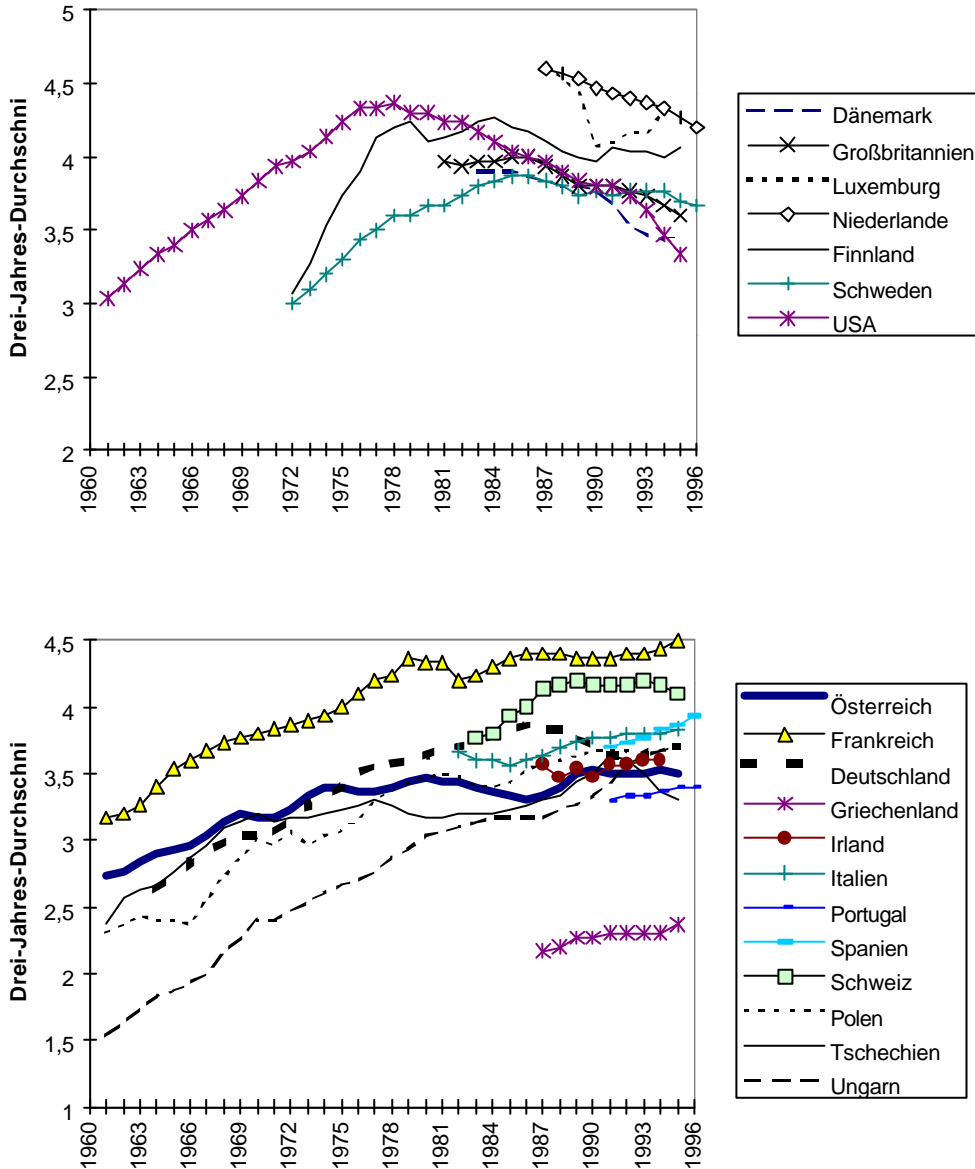 Drei-Jahres-Durchschni
5
4,5
4
3,5
3
2,5
2
1960
1963
1966
1969
1972
1975
1978
1981
1984
1987
1990
1993
1996
Dänemark
Großbritannien
Luxemburg
Niederlande
Finnland
Schweden
USA
Drei-Jahres-Durchschni
4,5
4
3,5
3
2,5
2
1,5
1
1960
1963
1966
1969
1972
1975
1978
1981
1984
1987
1990
1993
1996
Österreich
Frankreich
Deutschland
Griechenland
Irland
Italien
Portugal
Spanien
Schweiz
Polen
Tschechien
Ungarn